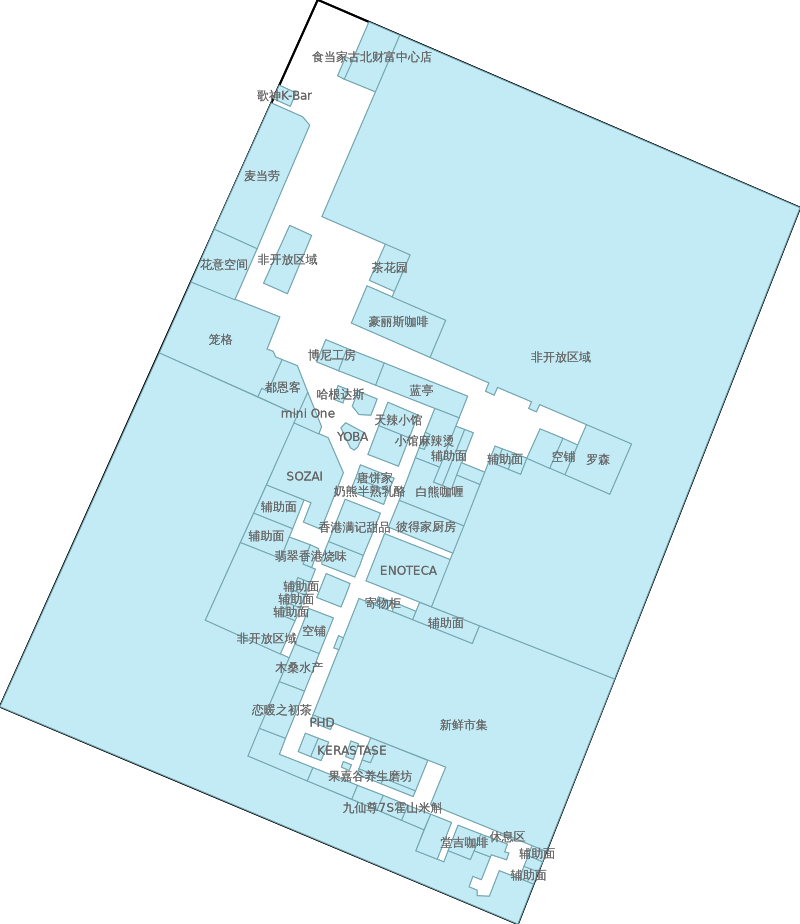 食当家古北财富中心店
歌神K-Bar
麦当劳
花意空间
非开放区域
茶花园
豪丽斯咖啡
笼格
博尼工房
非开放区域
都恩客
哈根达斯
蓝亭
mini One
天辣小馆
YOBA
小馆麻辣烫
辅助面
辅助面
空铺
罗森
SOZAI
唐饼家
奶熊半熟乳酪
白熊咖喱
辅助面
香港满记甜品
彼得家厨房
辅助面
翡翠香港烧味
ENOTECA
辅助面
辅助面
寄物柜
辅助面
辅助面
空铺
非开放区域
木桑水产
恋暖之初茶
PHD
新鲜市集
KERASTASE
果嘉谷养生磨坊
九仙尊7S霍山米斛
堂吉咖啡
休息区
辅助面
辅助面